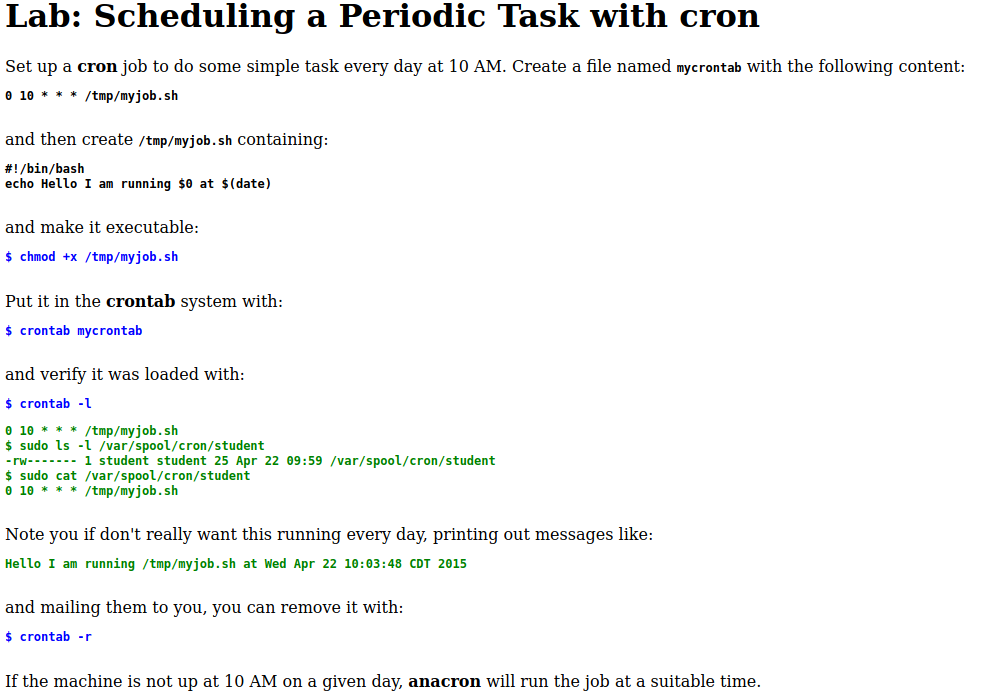 Lab: Scheduling a Periodic Task with cron
Set up a cron job to do some simple task every day at 10 AM. Create a file named mycrontab with the following content:
0 10 * * * /tmp/myjob.sh
and then create /tmp/myjob.sh containing:
#!/bin/bash
echo Hello I am running $0 at $(date)
and make it executable:
$ chmod +x /tmp/myjob.sh
Put it in the crontab system with:
$ crontab mycrontab
and verify it was loaded with:
$ crontab -l
0 10 * * * /tmp/myjob.sh
$ sudo ls -l /var/spool/cron/student
-rw------- 1 student student 25 Apr 22 09:59 /var/spool/cron/student
$ sudo cat /var/spool/cron/student
0 10 * * * /tmp/myjob.sh
Note you if don't really want this running every day, printing out messages like:
Hello I am running /tmp/myjob.sh at Wed Apr 22 10:03:48 CDT 2015
and mailing them to you, you can remove it with:
$ crontab -r
If the machine is not up at 10 AM on a given day, anacron will run the job at a suitable time.